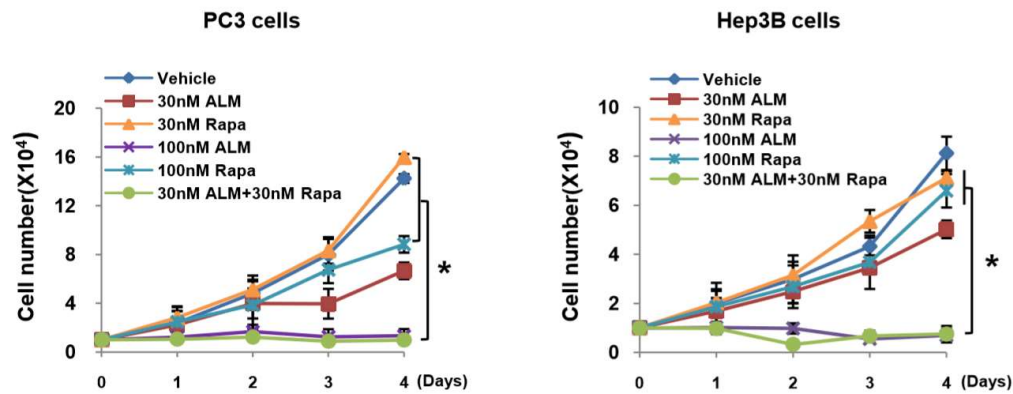 PC3 cells
Vehicle
30nM ALM
30nM Rapa
100nM ALM
100nM Rapa
30nM ALM+30nM Rapa
Cell number(X10⁴)
20
16
12
8
4
0
*
0 1 2 3 4 (Days)
Hep3B cells
Vehicle
30nM ALM
30nM Rapa
100nM ALM
100nM Rapa
30nM ALM+30nM Rapa
Cell number(X10⁴)
10
8
6
4
2
0
*
0 1 2 3 4 (Days)